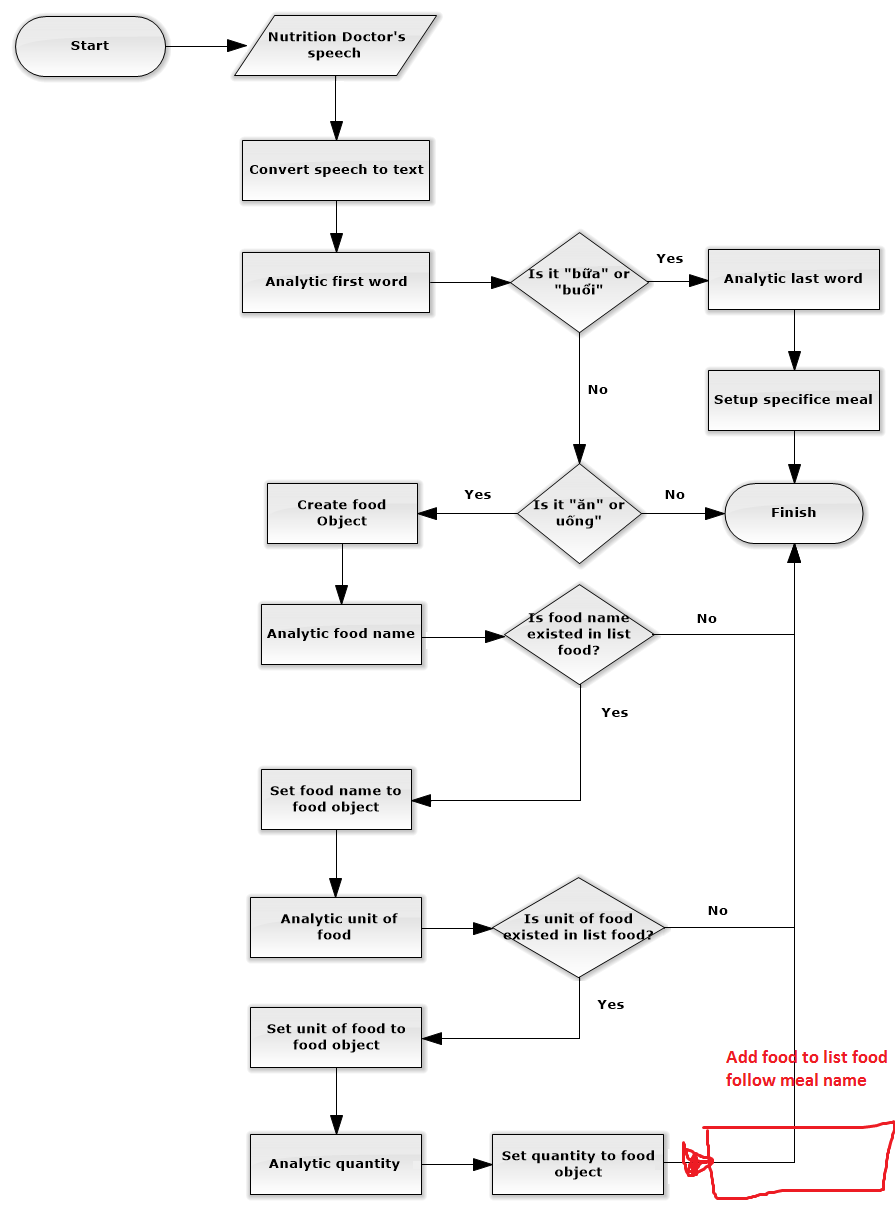 Start
Nutrition Doctor's
speech
Convert speech to text
Analytic first word
Is it "bữa" or
"buổi"
Yes
Analytic last word
No
Setup specifice meal
Create food
Object
Yes
Is it "ăn" or
uống"
No
Finish
Analytic food name
Is food name
existed in list
food?
No
Yes
Set food name to
food object
Analytic unit of
food
Is unit of food
existed in list food?
No
Yes
Set unit of food to
food object
Add food to list food
follow meal name
Analytic quantity
Set quantity to food
object